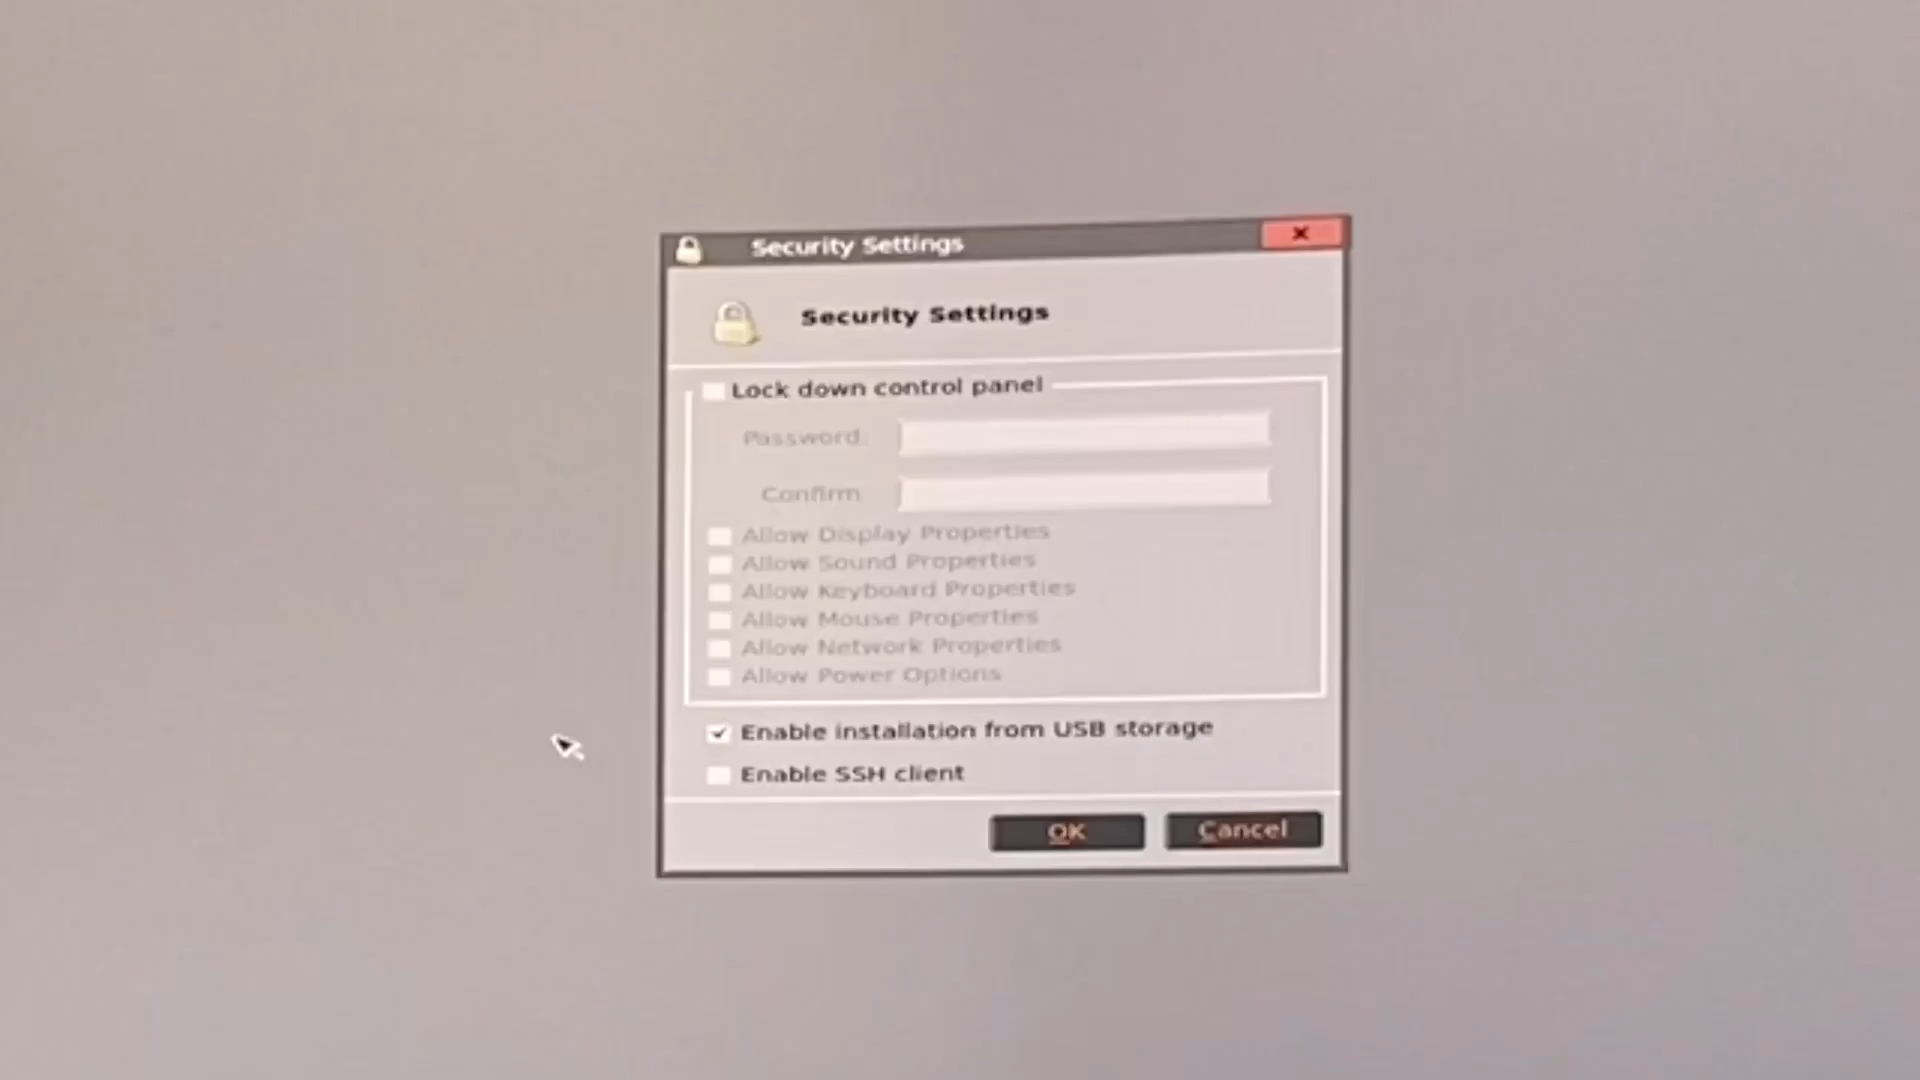 Security Settings
Security Settings
Lock down control panel
Password:
Confirm
Allow Display Properties
Allow Sound Properties
Allow Keyboard Properties
Allow Mouse Properties
Allow Network Properties
Allow Power Options
Enable installation from USB storage
Enable SSH client
OK Cancel